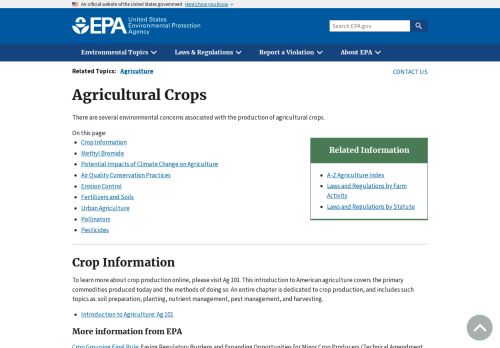 An official website of the United States government Here's how you know
EPA United States
Environmental Protection
Agency
Search EPA.gov
Environmental Topics Laws & Regulations Report a Violation About EPA
Related Topics: Agriculture
CONTACT US
Agricultural Crops
There are several environmental concerns associated with the production of agricultural crops.
On this page:
Crop Information
Methyl Bromide
Potential Impacts of Climate Change on Agriculture
Air Quality Conservation Practices
Erosion Control
Fertilizers and Soils
Urban Agriculture
Pollinators
Pesticides
Related Information
A-Z Agriculture Index
Laws and Regulations by Farm
Activity
Laws and Regulations by Statute
Crop Information
To learn more about crop production online, please visit Ag 101. This introduction to American agriculture covers the primary
commodities produced today and the methods of doing so. An entire chapter is dedicated to crop production, and includes such
topics as: soil preparation, planting, nutrient management, pest management, and harvesting.
Introduction to Agriculture: Ag 101
More information from EPA
Crop Grouping Final Rule: Easing Regulatory Burdens and Expanding Opportunities for Minor Crop Producers (Technical Amendment